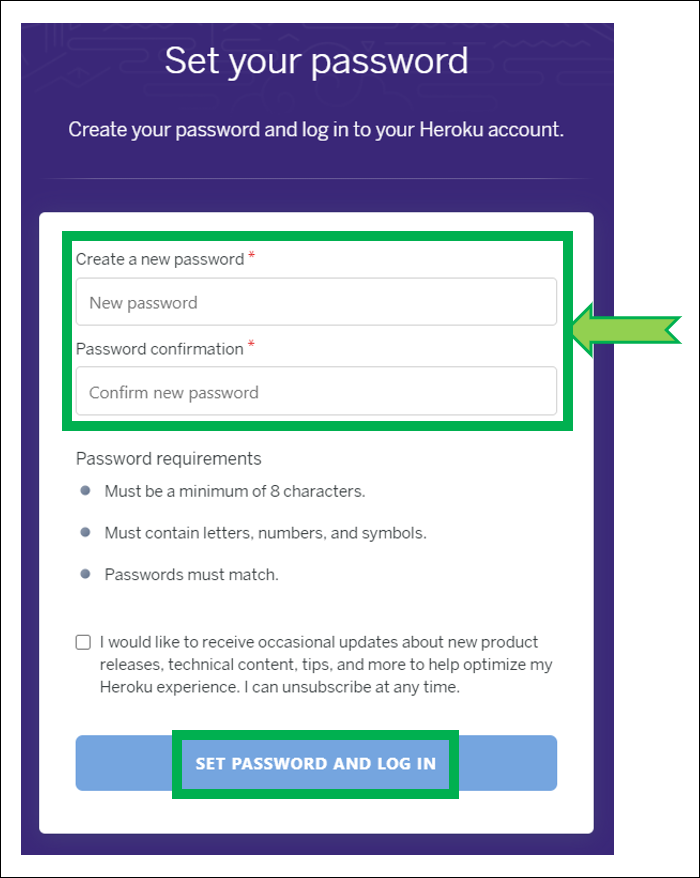 Set your password
Create your password and log in to your Heroku account.
Create a new password *
New password
Password confirmation *
Confirm new password
Password requirements
Must be a minimum of 8 characters.
Must contain letters, numbers, and symbols.
Passwords must match.
I would like to receive occasional updates about new product
releases, technical content, tips, and more to help optimize my
Heroku experience. I can unsubscribe at any time.
SET PASSWORD AND LOG IN